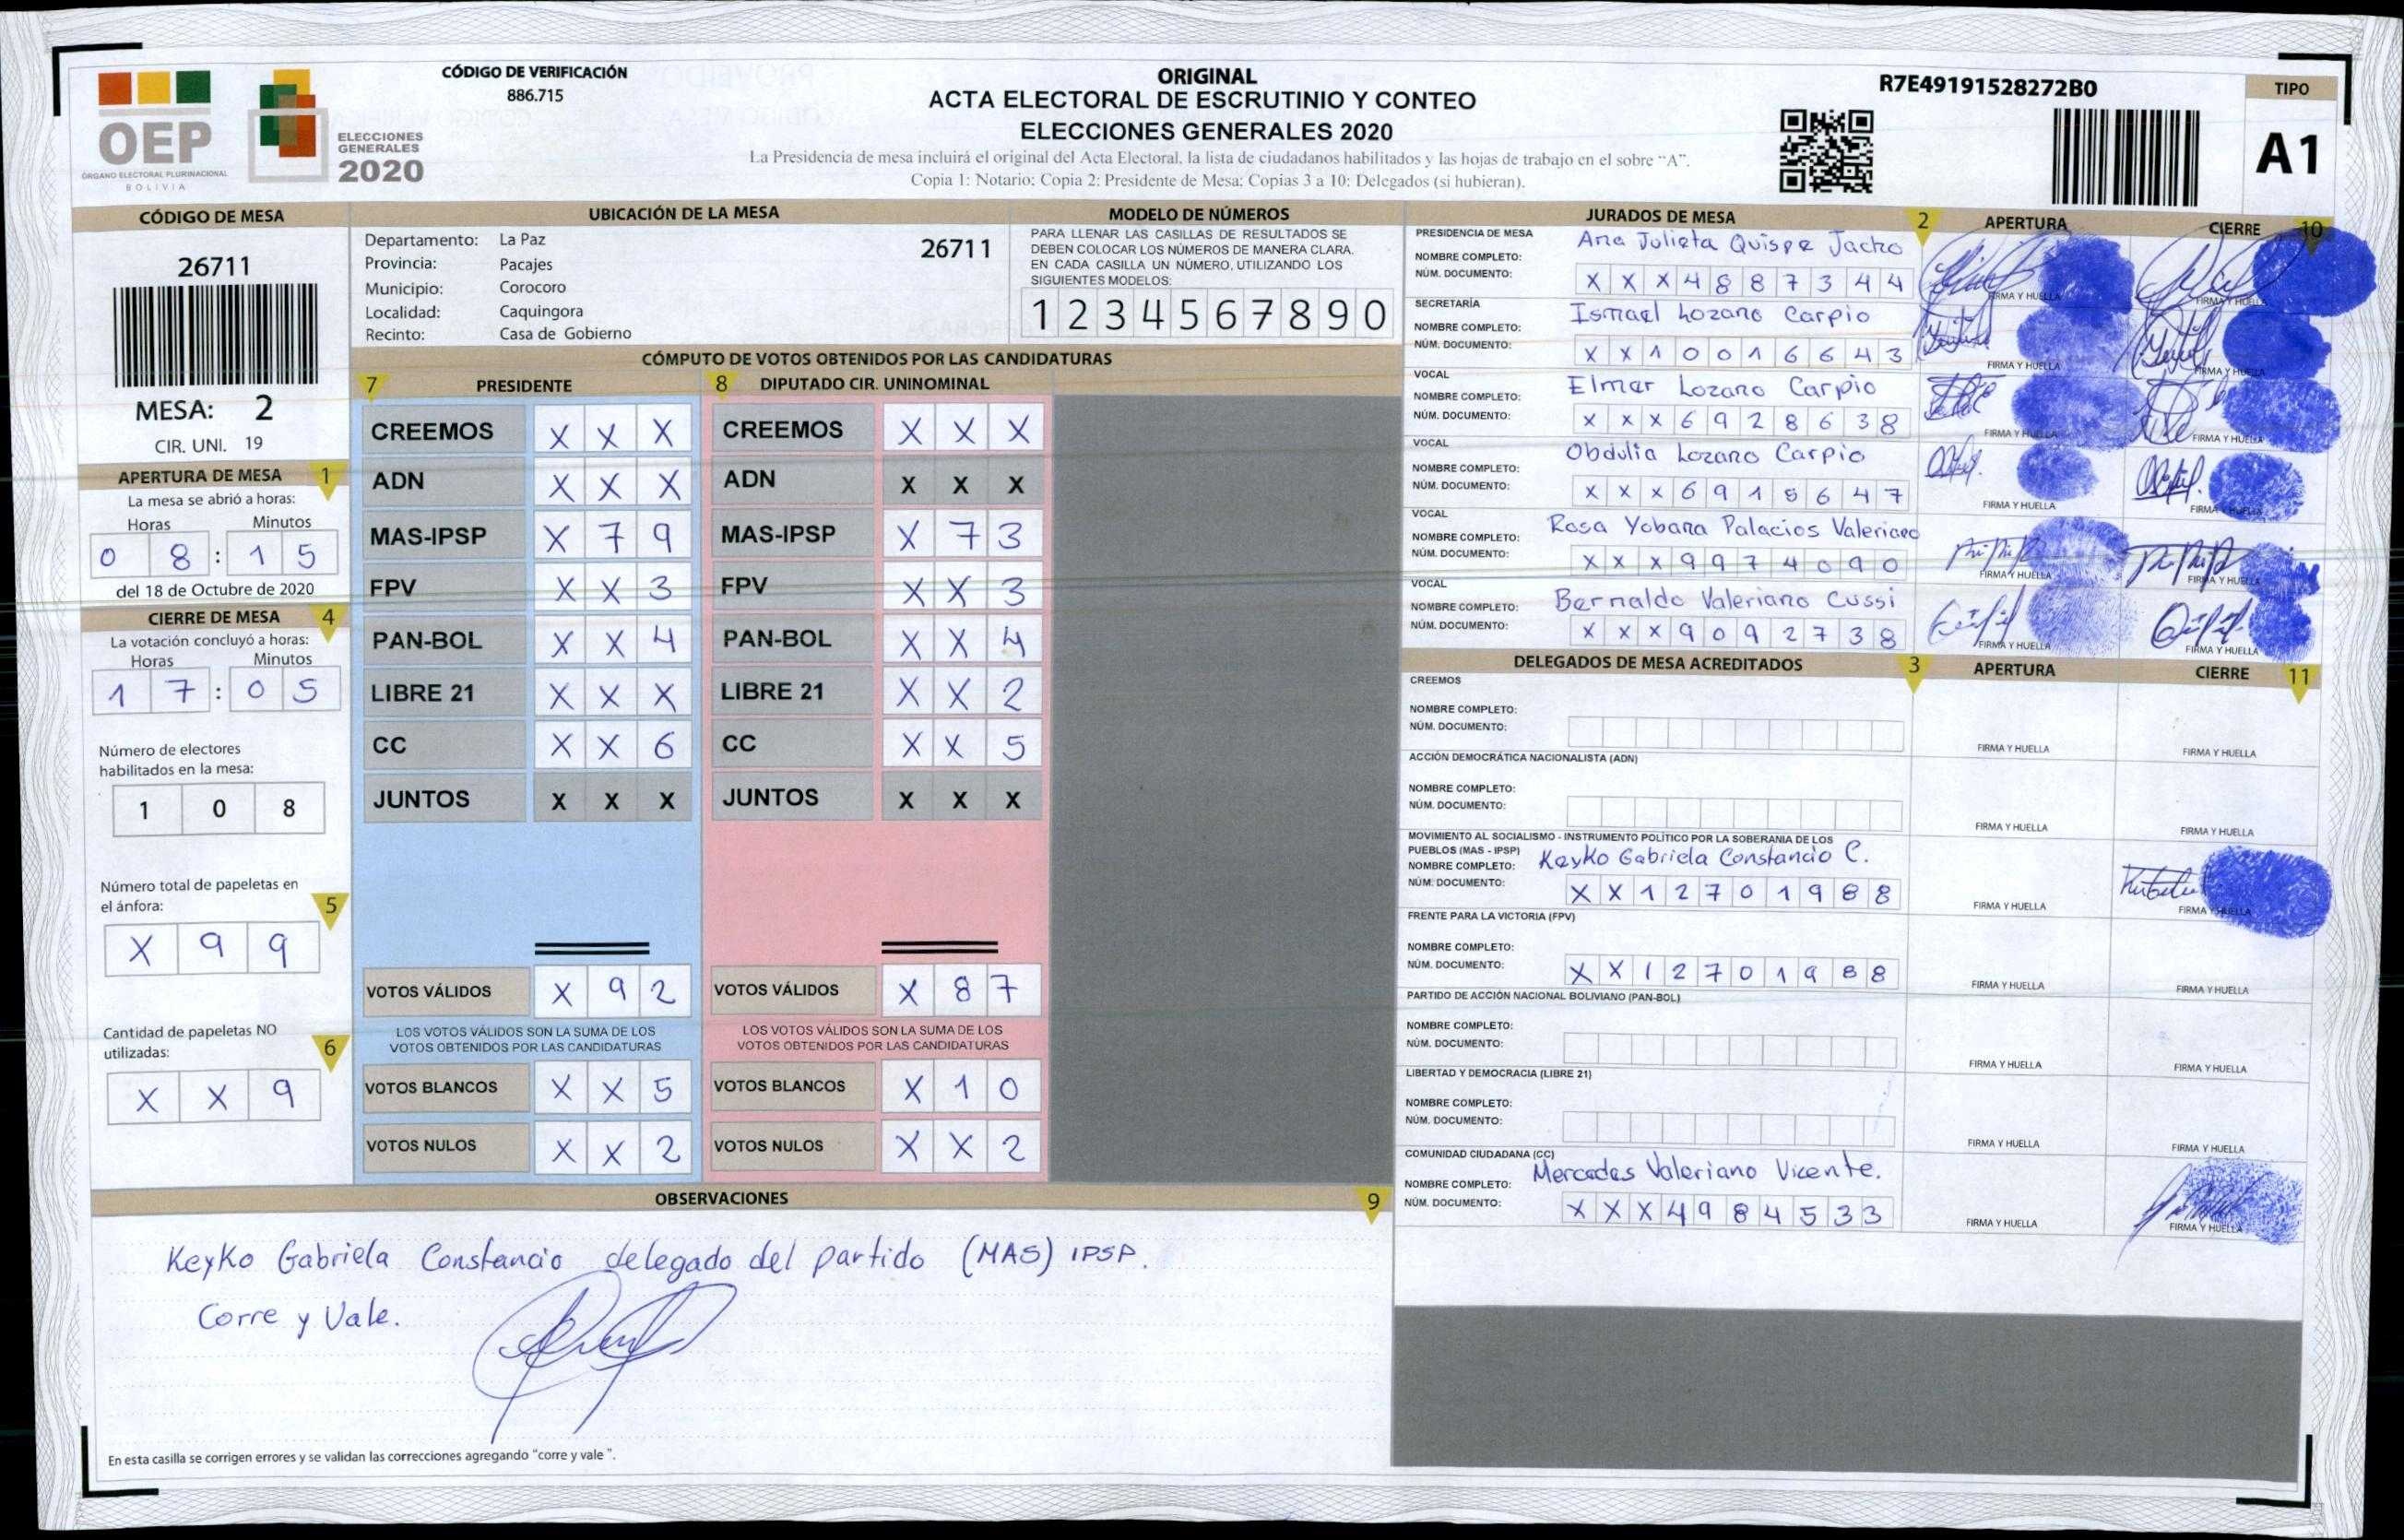 OEP
ÓRGANO ELECTORAL PLURINACIONAL
BOLIVIA
ELECCIONES
GENERALES
2020
CÓDIGO DE VERIFICACIÓN
886.715
ORIGINAL
ACTA ELECTORAL DE ESCRUTINIO Y CONTEO
ELECCIONES GENERALES 2020
La Presidencia de mesa incluirá el original del Acta Electoral, la lista de ciudadanos habilitados y las hojas de trabajo en el sobre “A”.
Copia 1: Notario; Copia 2: Presidente de Mesa; Copias 3 a 10: Delegados (si hubieran).
R7E49191528272B0
TIPO
A1
CÓDIGO DE MESA
26711
MESA: 2
CIR. UNI. 19
APERTURA DE MESA 1
La mesa se abrió a horas:
Horas Minutos
0 8 : 1 5
del 18 de Octubre de 2020
CIERRE DE MESA 4
La votación concluyó a horas:
Horas Minutos
1 7 : 0 5
Número de electores
habilitados en la mesa:
1 0 8
Número total de papeletas en
el ánfora: 5
X 9 9
Cantidad de papeletas NO
utilizadas: 6
X X 9
UBICACIÓN DE LA MESA
Departamento: La Paz 26711
Provincia: Pacajes
Municipio: Corocoro
Localidad: Caquingora
Recinto: Casa de Gobierno
MODELO DE NÚMEROS
PARA LLENAR LAS CASILLAS DE RESULTADOS SE
DEBEN COLOCAR LOS NÚMEROS DE MANERA CLARA.
EN CADA CASILLA UN NÚMERO, UTILIZANDO LOS
SIGUIENTES MODELOS:
1 2 3 4 5 6 7 8 9 0
CÓMPUTO DE VOTOS OBTENIDOS POR LAS CANDIDATURAS
7 PRESIDENTE
CREEMOS X X X
ADN X X X
MAS-IPSP X 7 9
FPV X X 3
PAN-BOL X X 4
LIBRE 21 X X X
CC X X 6
JUNTOS X X X
VOTOS VÁLIDOS X 9 2
LOS VOTOS VÁLIDOS SON LA SUMA DE LOS
VOTOS OBTENIDOS POR LAS CANDIDATURAS
VOTOS BLANCOS X X 5
VOTOS NULOS X X 2
8 DIPUTADO CIR. UNINOMINAL
CREEMOS X X X
ADN X X X
MAS-IPSP X 7 3
FPV X X 3
PAN-BOL X X 4
LIBRE 21 X X 2
CC X X 5
JUNTOS X X X
VOTOS VÁLIDOS X 8 7
LOS VOTOS VÁLIDOS SON LA SUMA DE LOS
VOTOS OBTENIDOS POR LAS CANDIDATURAS
VOTOS BLANCOS X 1 0
VOTOS NULOS X X 2
OBSERVACIONES 9
Keyko Gabriela Constancio delegado del partido (MAS) IPSP.
Corre y Vale.
En esta casilla se corrigen errores y se validan las correcciones agregando “corre y vale ”.
JURADOS DE MESA 2 APERTURA CIERRE 10
PRESIDENCIA DE MESA
NOMBRE COMPLETO: Ana Julieta Quispe Jacho
NÚM. DOCUMENTO: X X X 4 8 8 7 3 4 4
FIRMA Y HUELLA FIRMA Y HUELLA
SECRETARÍA
NOMBRE COMPLETO: Ismael Lozano Carpio
NÚM. DOCUMENTO: X X 1 0 0 1 6 6 4 3
FIRMA Y HUELLA FIRMA Y HUELLA
VOCAL
NOMBRE COMPLETO: Elmer Lozano Carpio
NÚM. DOCUMENTO: X X X 6 9 2 8 6 3 8
FIRMA Y HUELLA FIRMA Y HUELLA
VOCAL
NOMBRE COMPLETO: Obdulia Lozano Carpio
NÚM. DOCUMENTO: X X X 6 9 1 5 6 4 7
FIRMA Y HUELLA FIRMA Y HUELLA
VOCAL
NOMBRE COMPLETO: Rosa Yobana Palacios Valeriano
NÚM. DOCUMENTO: X X X 9 9 7 4 0 9 0
FIRMA Y HUELLA FIRMA Y HUELLA
VOCAL
NOMBRE COMPLETO: Bernaldo Valeriano Cussi
NÚM. DOCUMENTO: X X X 9 0 9 2 7 3 8
FIRMA Y HUELLA FIRMA Y HUELLA
DELEGADOS DE MESA ACREDITADOS 3 APERTURA CIERRE 11
CREEMOS
NOMBRE COMPLETO:
NÚM. DOCUMENTO:
FIRMA Y HUELLA FIRMA Y HUELLA
ACCIÓN DEMOCRÁTICA NACIONALISTA (ADN)
NOMBRE COMPLETO:
NÚM. DOCUMENTO:
FIRMA Y HUELLA FIRMA Y HUELLA
MOVIMIENTO AL SOCIALISMO - INSTRUMENTO POLÍTICO POR LA SOBERANIA DE LOS
PUEBLOS (MAS - IPSP)
NOMBRE COMPLETO: Keyko Gabriela Constancio C.
NÚM. DOCUMENTO: X X 1 2 7 0 1 9 8 8
FIRMA Y HUELLA FIRMA Y HUELLA
FRENTE PARA LA VICTORIA (FPV)
NOMBRE COMPLETO:
NÚM. DOCUMENTO: X X 1 2 7 0 1 9 8 8
FIRMA Y HUELLA FIRMA Y HUELLA
PARTIDO DE ACCIÓN NACIONAL BOLIVIANO (PAN-BOL)
NOMBRE COMPLETO:
NÚM. DOCUMENTO:
FIRMA Y HUELLA FIRMA Y HUELLA
LIBERTAD Y DEMOCRACIA (LIBRE 21)
NOMBRE COMPLETO:
NÚM. DOCUMENTO:
FIRMA Y HUELLA FIRMA Y HUELLA
COMUNIDAD CIUDADANA (CC)
NOMBRE COMPLETO: Mercedes Valeriano Vicente.
NÚM. DOCUMENTO: X X X 4 9 8 4 5 3 3
FIRMA Y HUELLA FIRMA Y HUELLA